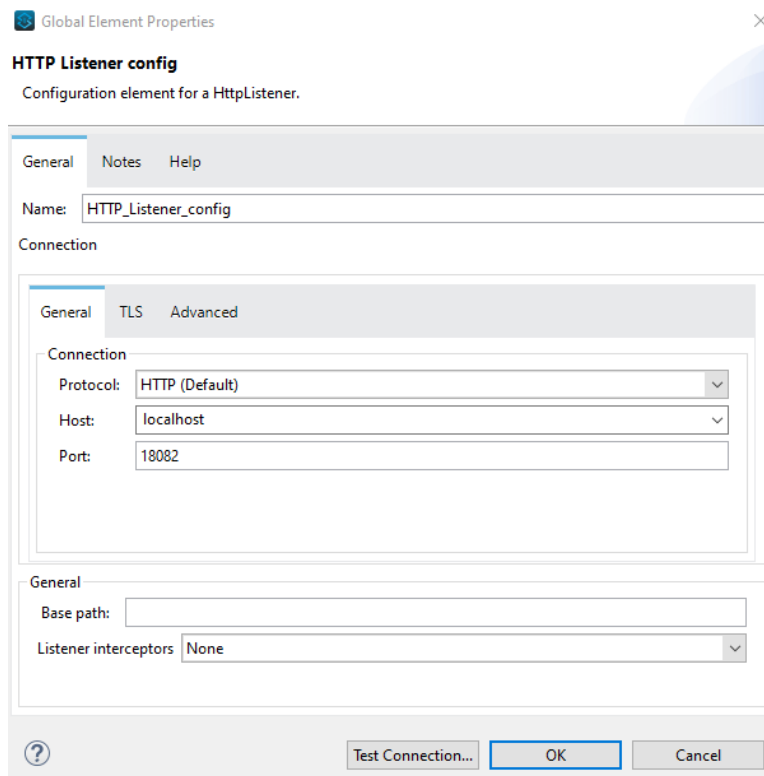 Global Element Properties
HTTP Listener config
Configuration element for a HttpListener.
General Notes Help
Name: HTTP_Listener_config
Connection
General TLS Advanced
Connection
Protocol: HTTP (Default)
Host: localhost
Port: 18082
General
Base path:
Listener interceptors None
? Test Connection... OK Cancel